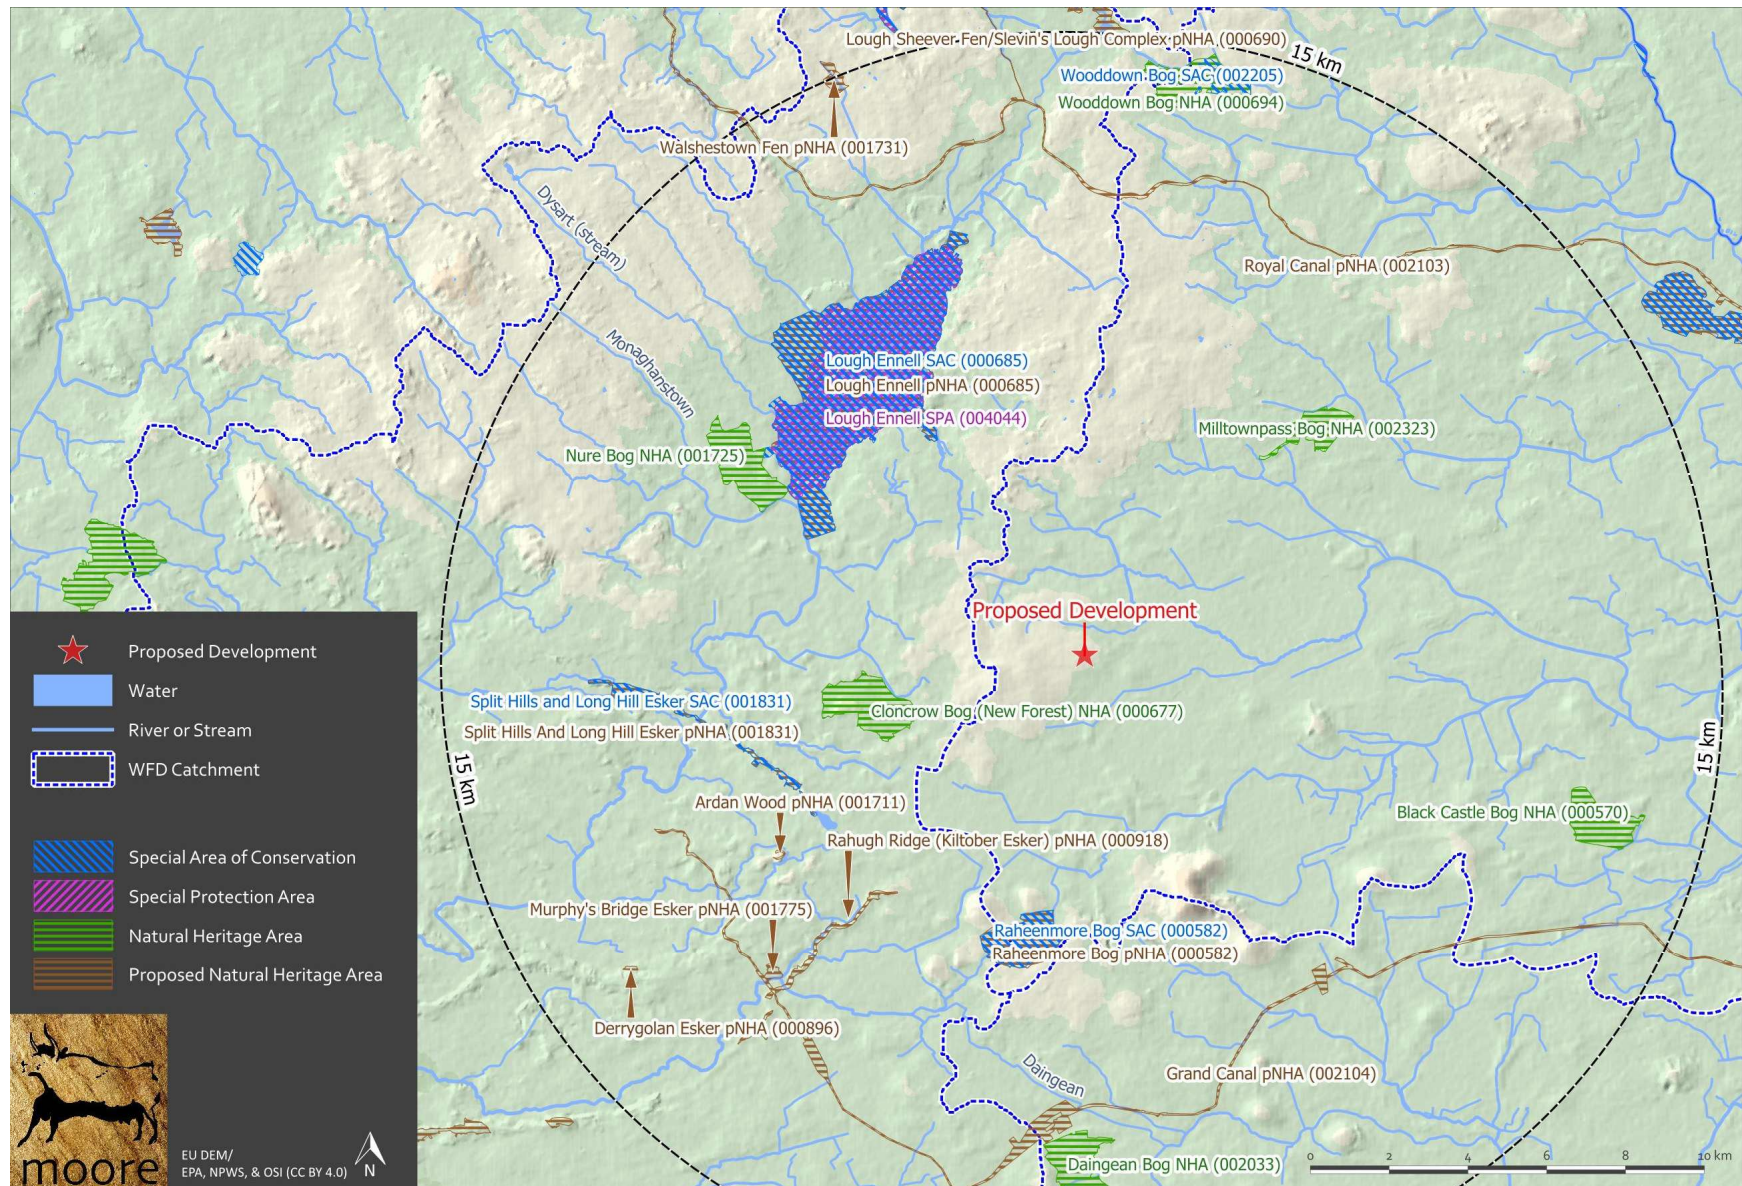 Lough Sheever Fen/Slevin's Lough Complex pNHA (000690)
15 km
Wooddown Bog SAC (002205)
Wooddown Bog NHA (000694)
Walshestown Fen pNHA (001731)
Dysart (stream)
Royal Canal pNHA (002103)
Monaghanstown
Lough Ennell SAC (000685)
Lough Ennell pNHA (000685)
Lough Ennell SPA (004044)
Milltownpass Bog NHA (002323)
Nure Bog NHA (001725)
Proposed Development
Split Hills and Long Hill Esker SAC (001831)
Cloncrow Bog (New Forest) NHA (000677)
Split Hills And Long Hill Esker pNHA (001831)
15 km
15 km
Ardan Wood pNHA (001711)
Black Castle Bog NHA (000570)
Rahugh Ridge (Kiltober Esker) pNHA (000918)
Murphy's Bridge Esker pNHA (001775)
Raheenmore Bog SAC (000582)
Raheenmore Bog pNHA (000582)
Derrygolan Esker pNHA (000896)
Daingean
Grand Canal pNHA (002104)
Daingean Bog NHA (002033)
0 2 4 6 8 10 km
Proposed Development
Water
River or Stream
WFD Catchment
Special Area of Conservation
Special Protection Area
Natural Heritage Area
Proposed Natural Heritage Area
moore
EU DEM/
EPA, NPWS, & OSI (CC BY 4.0)
N